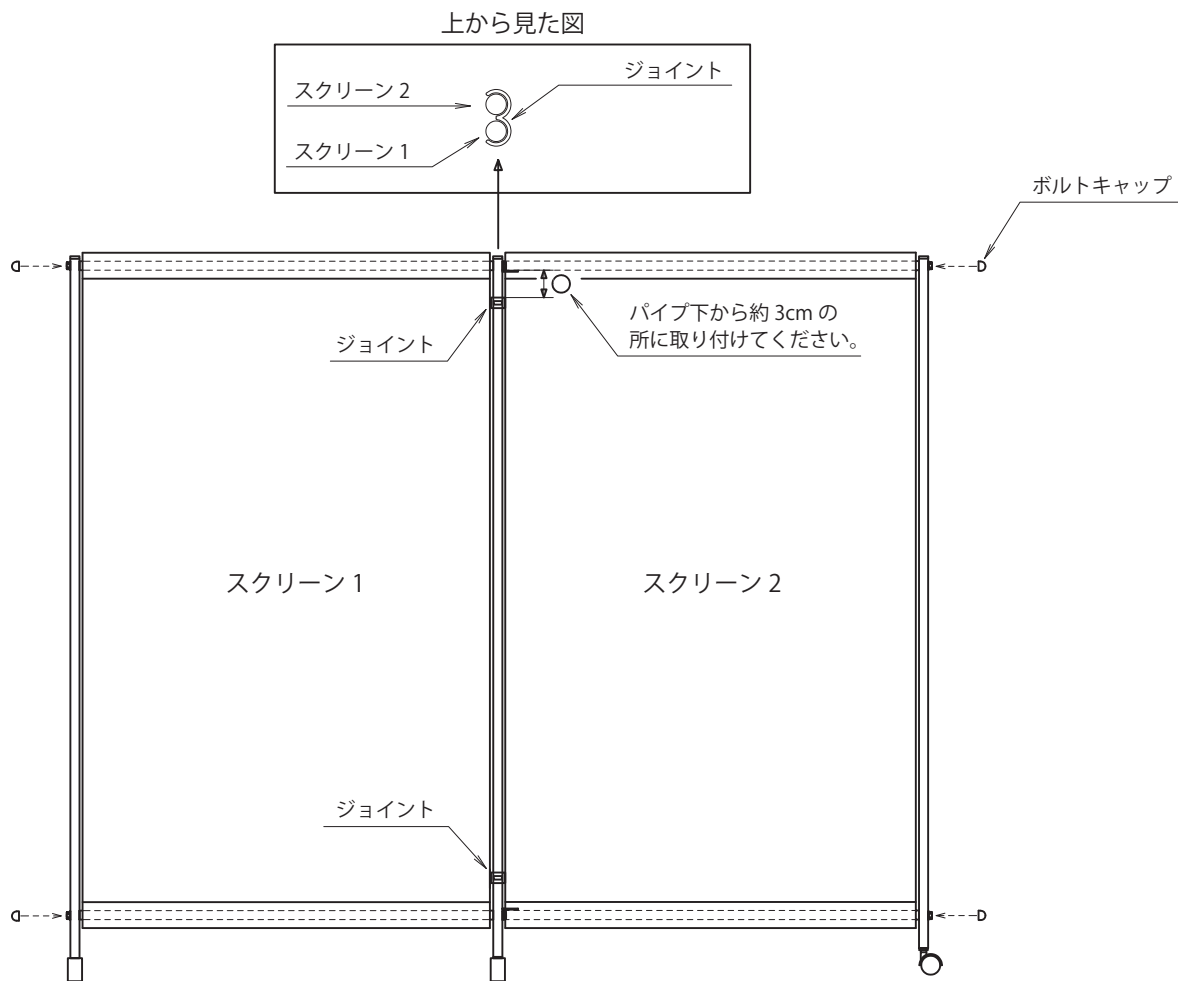 上から見た図
スクリーン 2
ジョイント
スクリーン 1
ボルトキャップ
パイプ下から約 3cm の
所に取り付けてください。
ジョイント
スクリーン 1
スクリーン 2
ジョイント